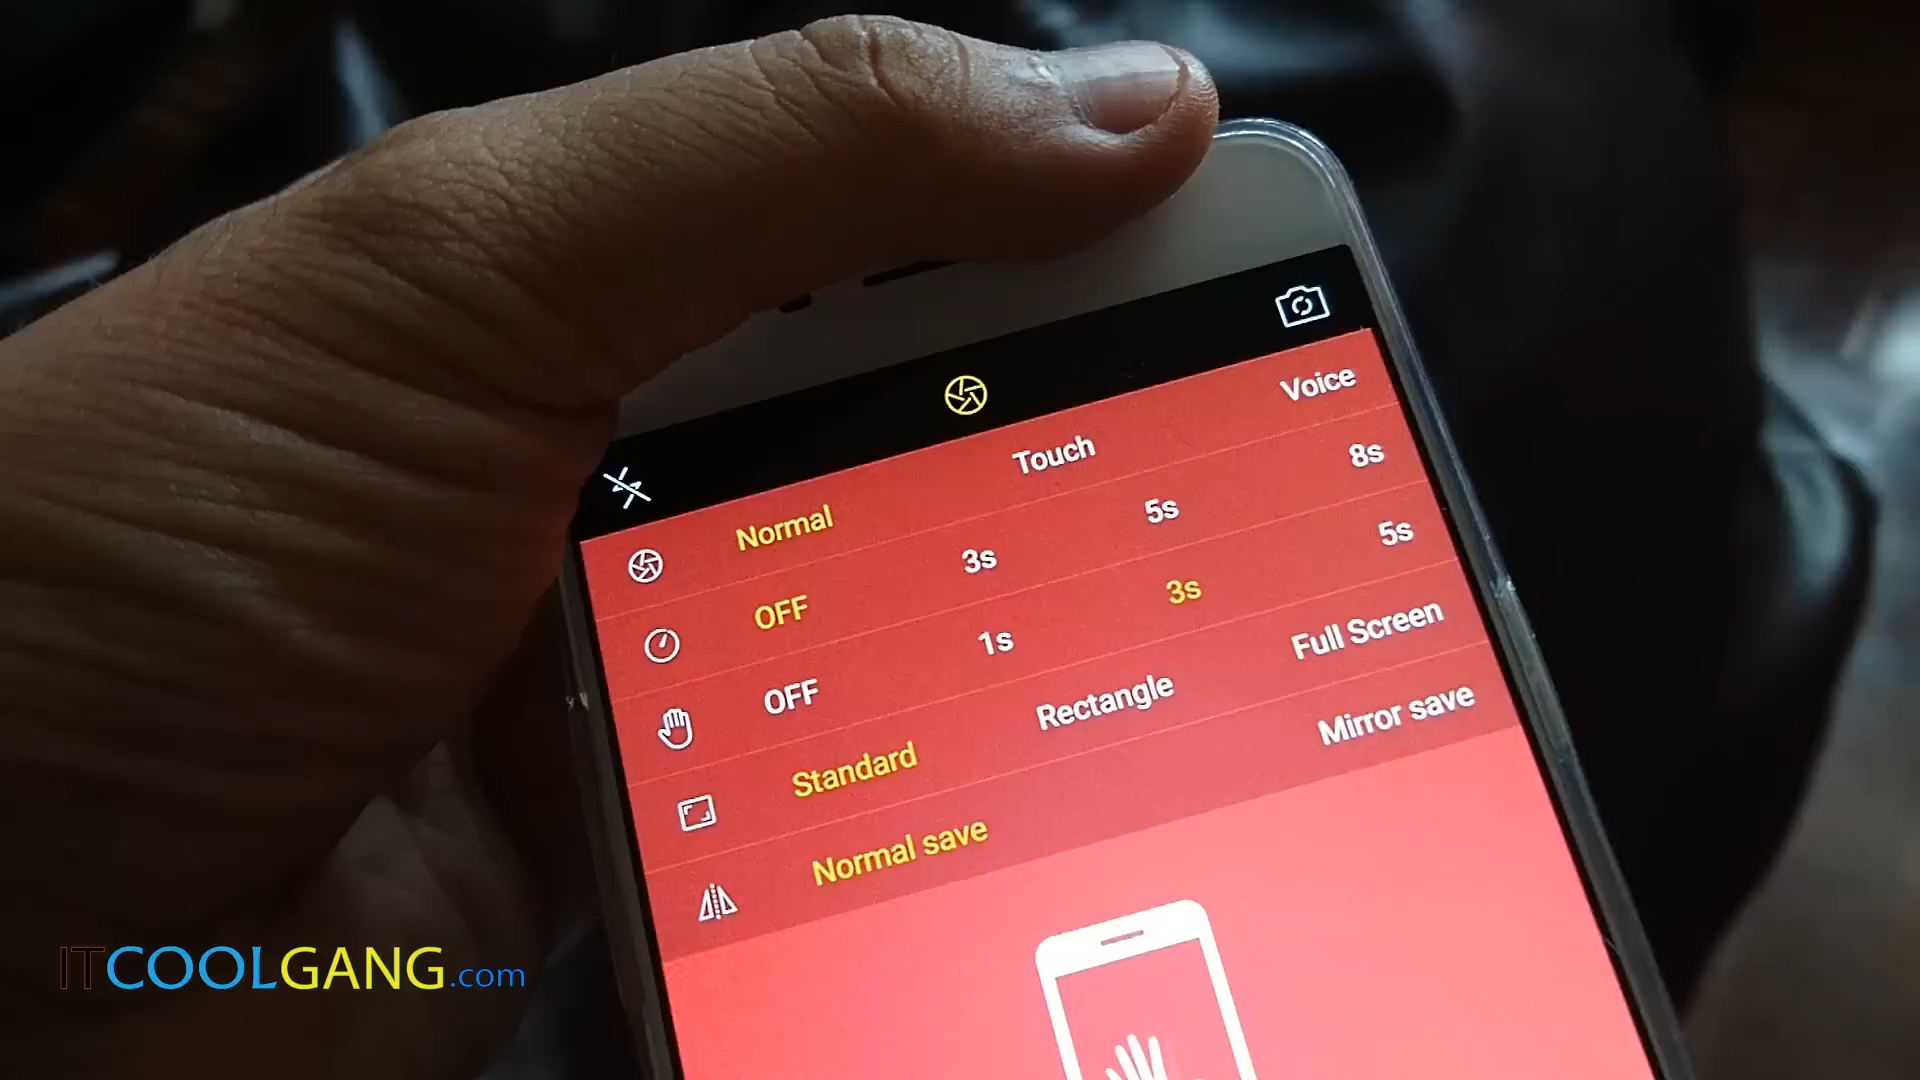 Normal Touch Voice
OFF 3s 5s 8s
OFF 1s 3s 5s
Standard Rectangle Full Screen
Normal save Mirror save
ITCOOLGANG.com